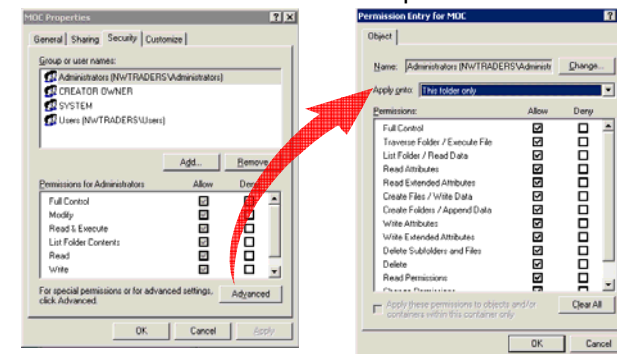 MOC Properties
General Sharing Security Customize
Group or user names:
Administrators (NWTRADERS\Administrators)
CREATOR OWNER
SYSTEM
Users (NWTRADERS\Users)
Add... Remove
Permissions for Administrators Allow Deny
Full Control
Modify
Read & Execute
List Folder Contents
Read
Write
For special permissions or for advanced settings,
click Advanced.
Advanced
OK Cancel Apply
Permission Entry for MOC
Object
Name: Administrators (NWTRADERS\Administr Change...
Apply onto: This folder only
Permissions: Allow Deny
Full Control
Traverse Folder / Execute File
List Folder / Read Data
Read Attributes
Read Extended Attributes
Create Files / Write Data
Create Folders / Append Data
Write Attributes
Write Extended Attributes
Delete Subfolders and Files
Delete
Read Permissions
Change Permissions
Apply these permissions to objects and/or
containers within this container only
Clear All
OK Cancel